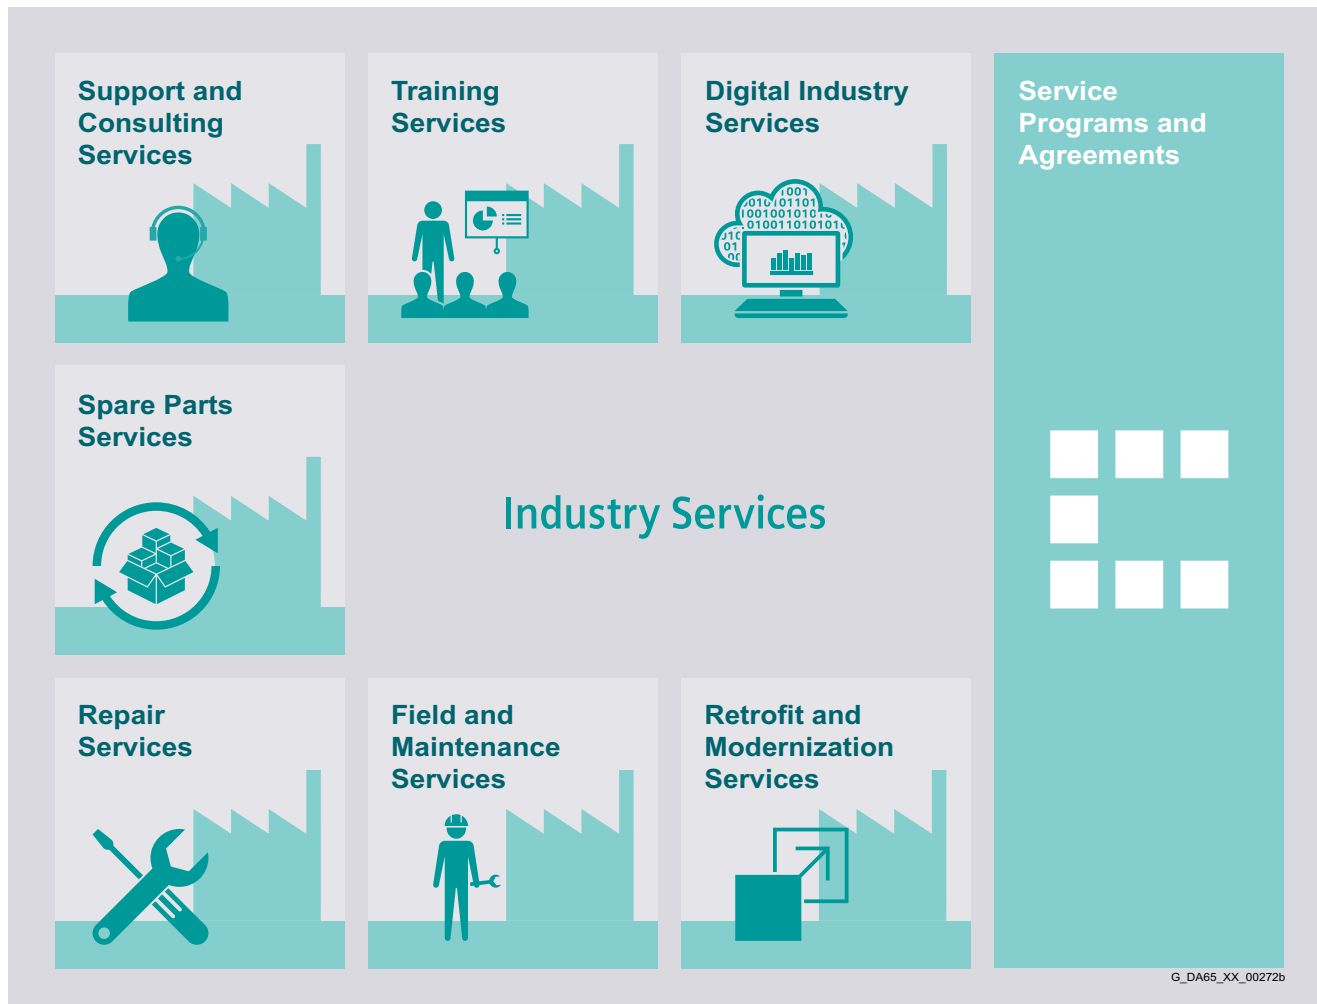 Support and
Consulting
Services
Training
Services
Digital Industry
Services
Service
Programs and
Agreements
Spare Parts
Services
Industry Services
Repair
Services
Field and
Maintenance
Services
Retrofit and
Modernization
Services
G_DA65_XX_00272b